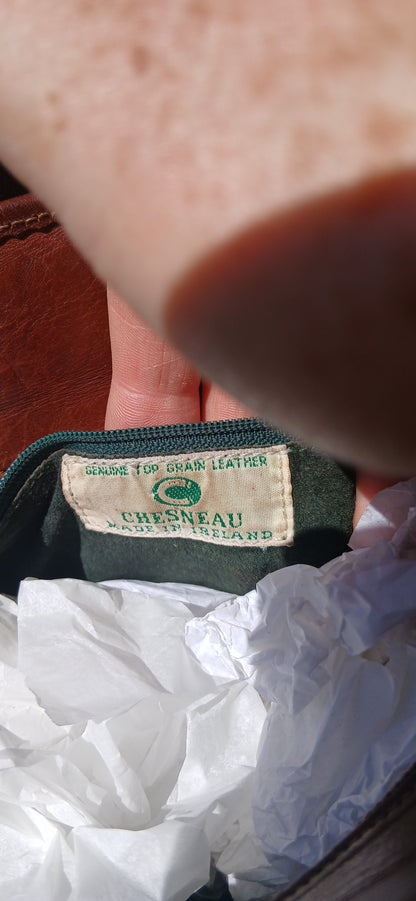 GENUINE TOP GRAIN LEATHER
CHESNEAU
MADE IN IRELAND